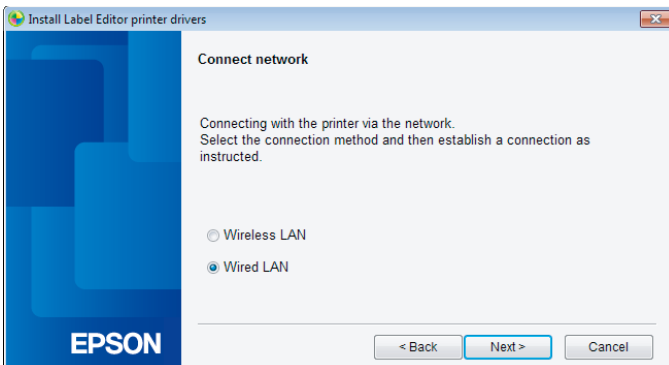 Install Label Editor printer drivers
Connect network
Connecting with the printer via the network.
Select the connection method and then establish a connection as
instructed.
Wireless LAN
Wired LAN
EPSON
< Back
Next >
Cancel